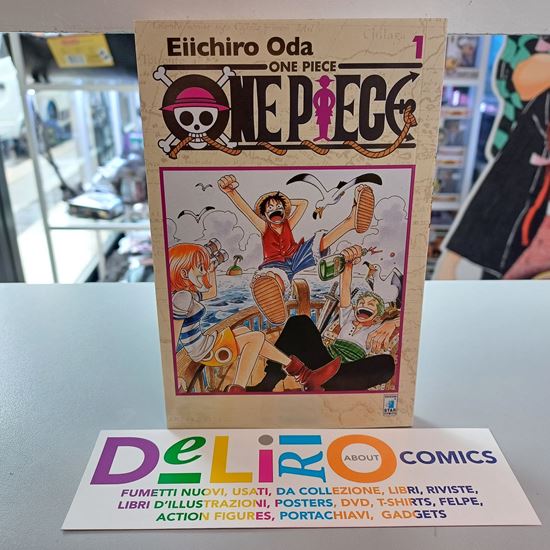 Eiichiro Oda
1
ONE PIECE
ONE PIECE
STAR
DeLiRiO ABOUT COMICS
FUMETTI NUOVI, USATI, DA COLLEZIONE, LIBRI, RIVISTE,
LIBRI D'ILLUSTRAZIONI, POSTERS, DVD, T-SHIRTS, FELPE,
ACTION FIGURES, PORTACHIAVI, GADGETS